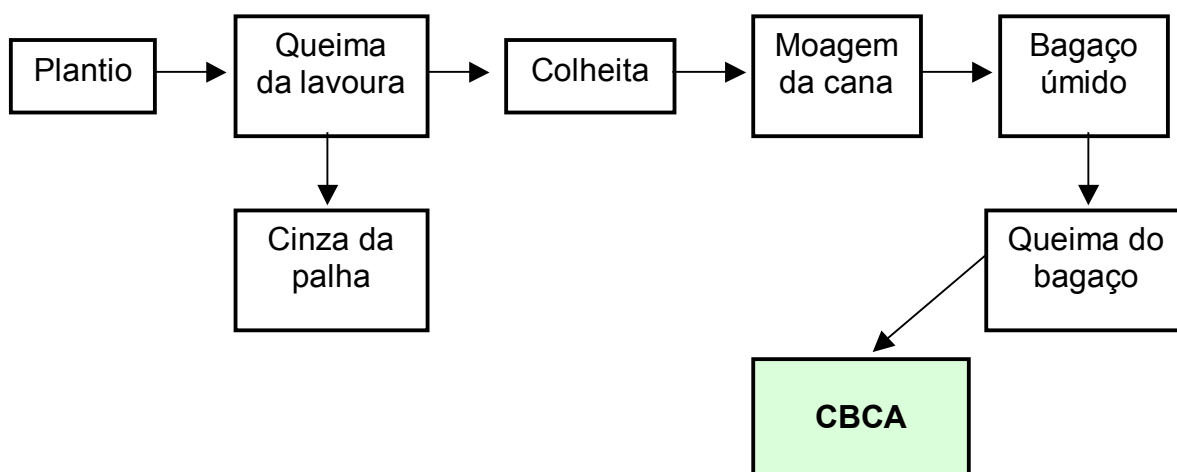 Plantio
Queima
da lavoura
Colheita
Moagem
da cana
Bagaço
úmido
Cinza da
palha
Queima do
bagaço
CBCA